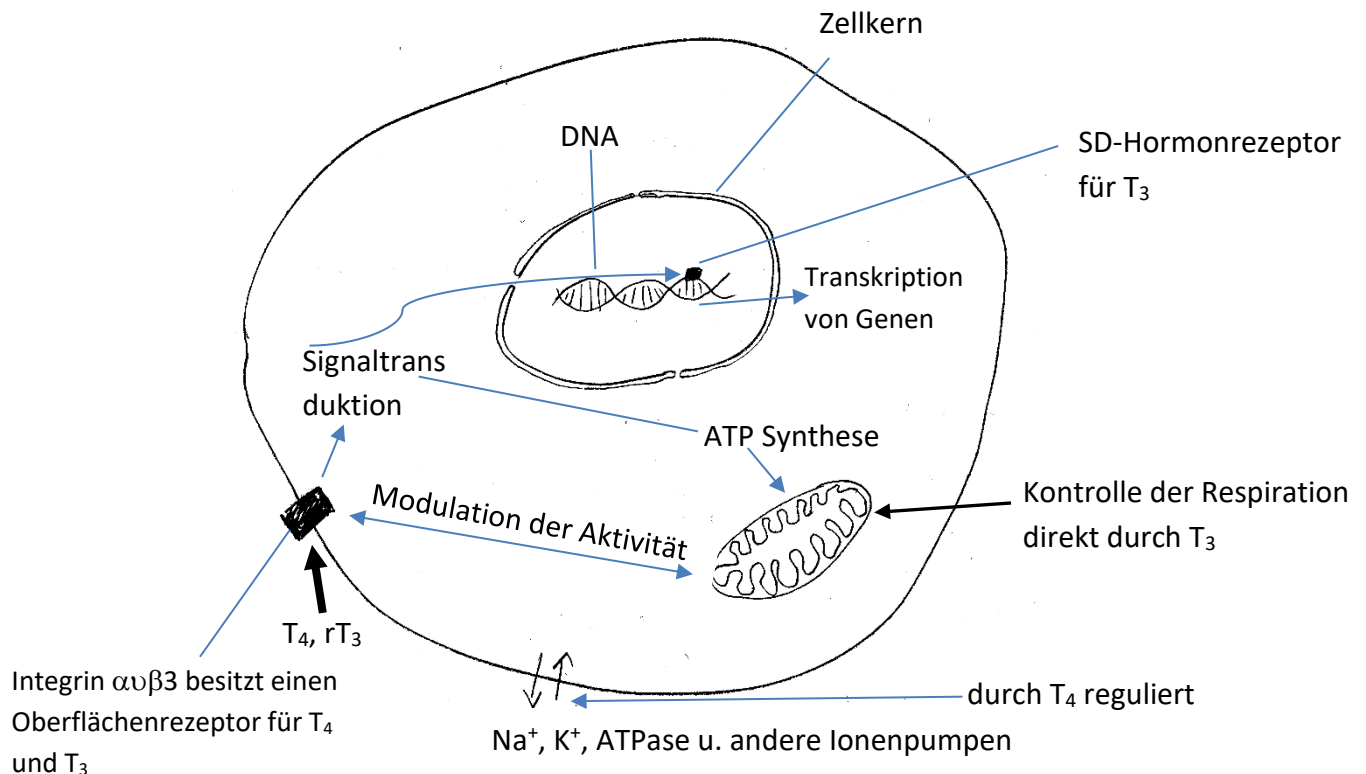 Zellkern
DNA
SD-Hormonrezeptor
für T₃
Transkription
von Genen
Signaltrans
duktion
ATP Synthese
Modulation der Aktivität
Kontrolle der Respiration
direkt durch T₃
T₄, rT₃
Integrin αυβ3 besitzt einen
Oberflächenrezeptor für T₄
und T₃
durch T₄ reguliert
Na⁺, K⁺, ATPase u. andere Ionenpumpen